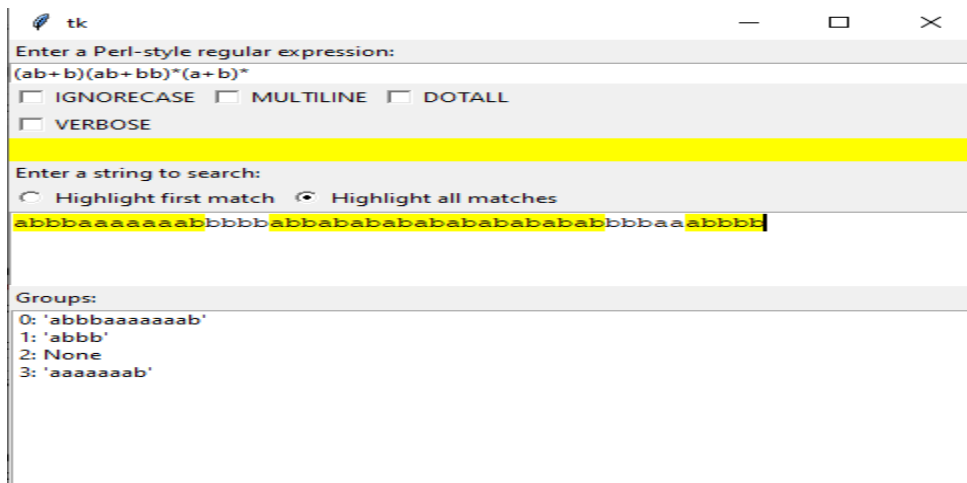 tk
Enter a Perl-style regular expression:
(ab+b)(ab+bb)*(a+b)*
IGNORECASE MULTILINE DOTALL
VERBOSE
Enter a string to search:
Highlight first match Highlight all matches
abbbaaaaaaabbbbbabbabababababababababbbbaaabbbb
Groups:
0: 'abbbaaaaaaab'
1: 'abbb'
2: None
3: 'aaaaaaab'